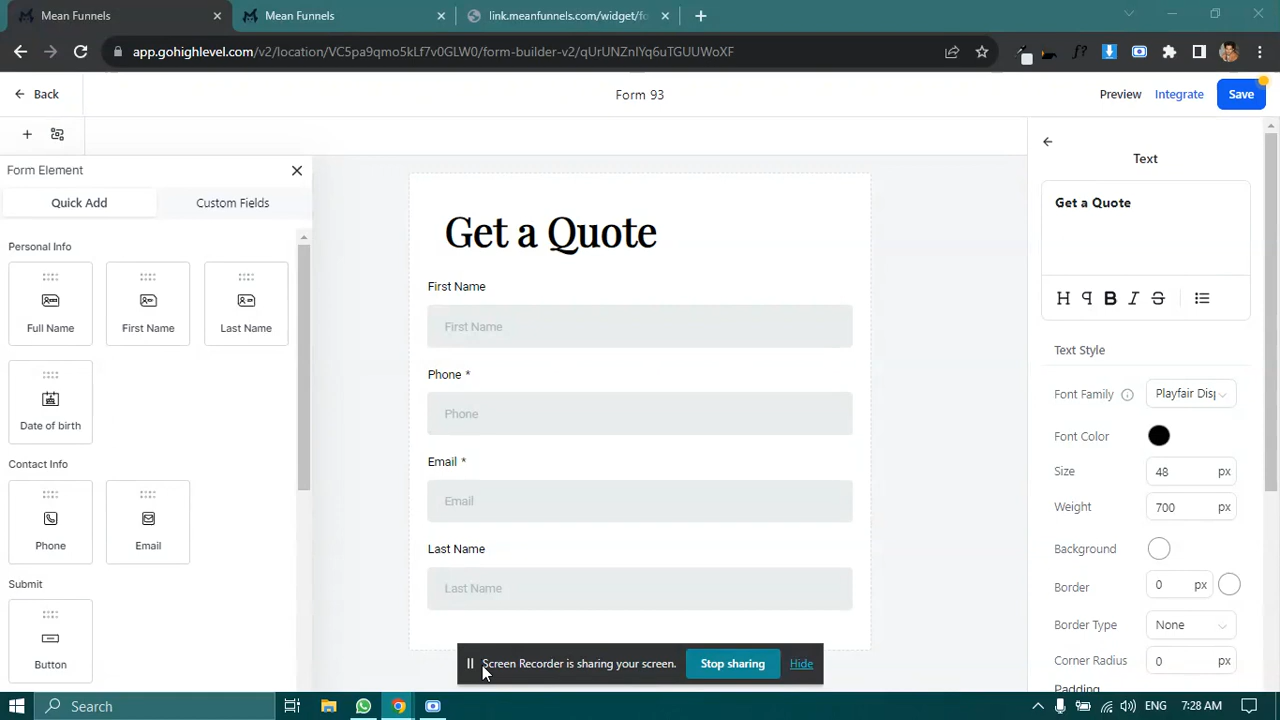 Mean Funnels
Mean Funnels
link.meanfunnels.com/widget/fo
app.gohighlevel.com/v2/location/VC5pa9qmo5kLf7v0GLW0/form-builder-v2/qUrUNZnIYq6uTGUUWoXF
Back
Form 93
Preview
Integrate
Save
Form Element
Quick Add
Custom Fields
Personal Info
Full Name
First Name
Last Name
Date of birth
Contact Info
Phone
Email
Submit
Button
Get a Quote
First Name
First Name
Phone *
Phone
Email *
Email
Last Name
Last Name
Text
Get a Quote
Text Style
Font Family
Playfair Disp
Font Color
Size
48 px
Weight
700 px
Background
Border
0 px
Border Type
None
Corner Radius
0 px
Padding
Screen Recorder is sharing your screen.
Stop sharing
Hide
Search
ENG
7:28 AM